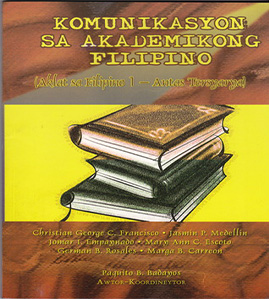 KOMUNIKASYON
SA AKADEMIKONG
FILIPINO
(Aklat sa Filipino 1 – Antas Tersyarya)
Christian George C. Francisco • Jasmin P. Medellin
Jomar I. Empaynado • Mary Ann C. Escoto
German B. Rosales • Marga B. Carreon
Paquito B. Badayos
AWTOR-KOORDINEYTOR